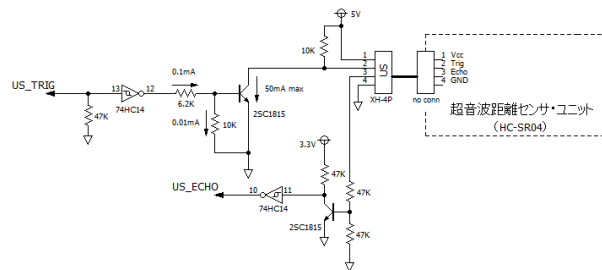 5V
10K
1
2
3
4
US
XH-4P
1 Vcc
2 Trig
3 Echo
4 GND
no conn
超音波距離センサ・ユニット
(HC-SR04)
US_TRIG
13
12
74HC14
0.1mA
6.2K
50mA max
2SC1815
47K
0.01mA
10K
3.3V
47K
47K
US_ECHO
10
11
74HC14
2SC1815
47K